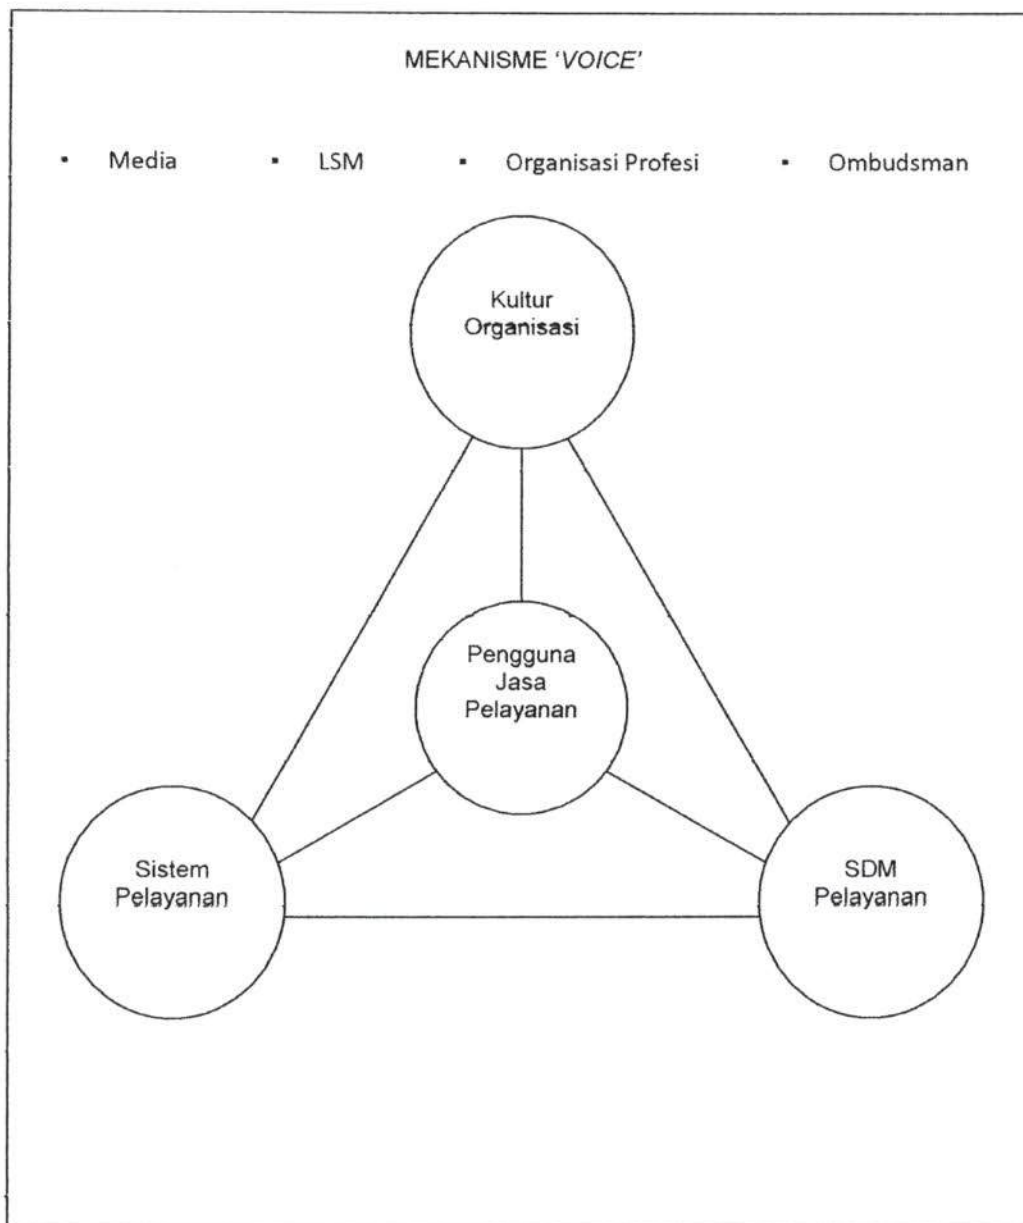 MEKANISME 'VOICE'
▪ Media ▪ LSM ▪ Organisasi Profesi ▪ Ombudsman
Kultur
Organisasi
Pengguna
Jasa
Pelayanan
Sistem
Pelayanan
SDM
Pelayanan